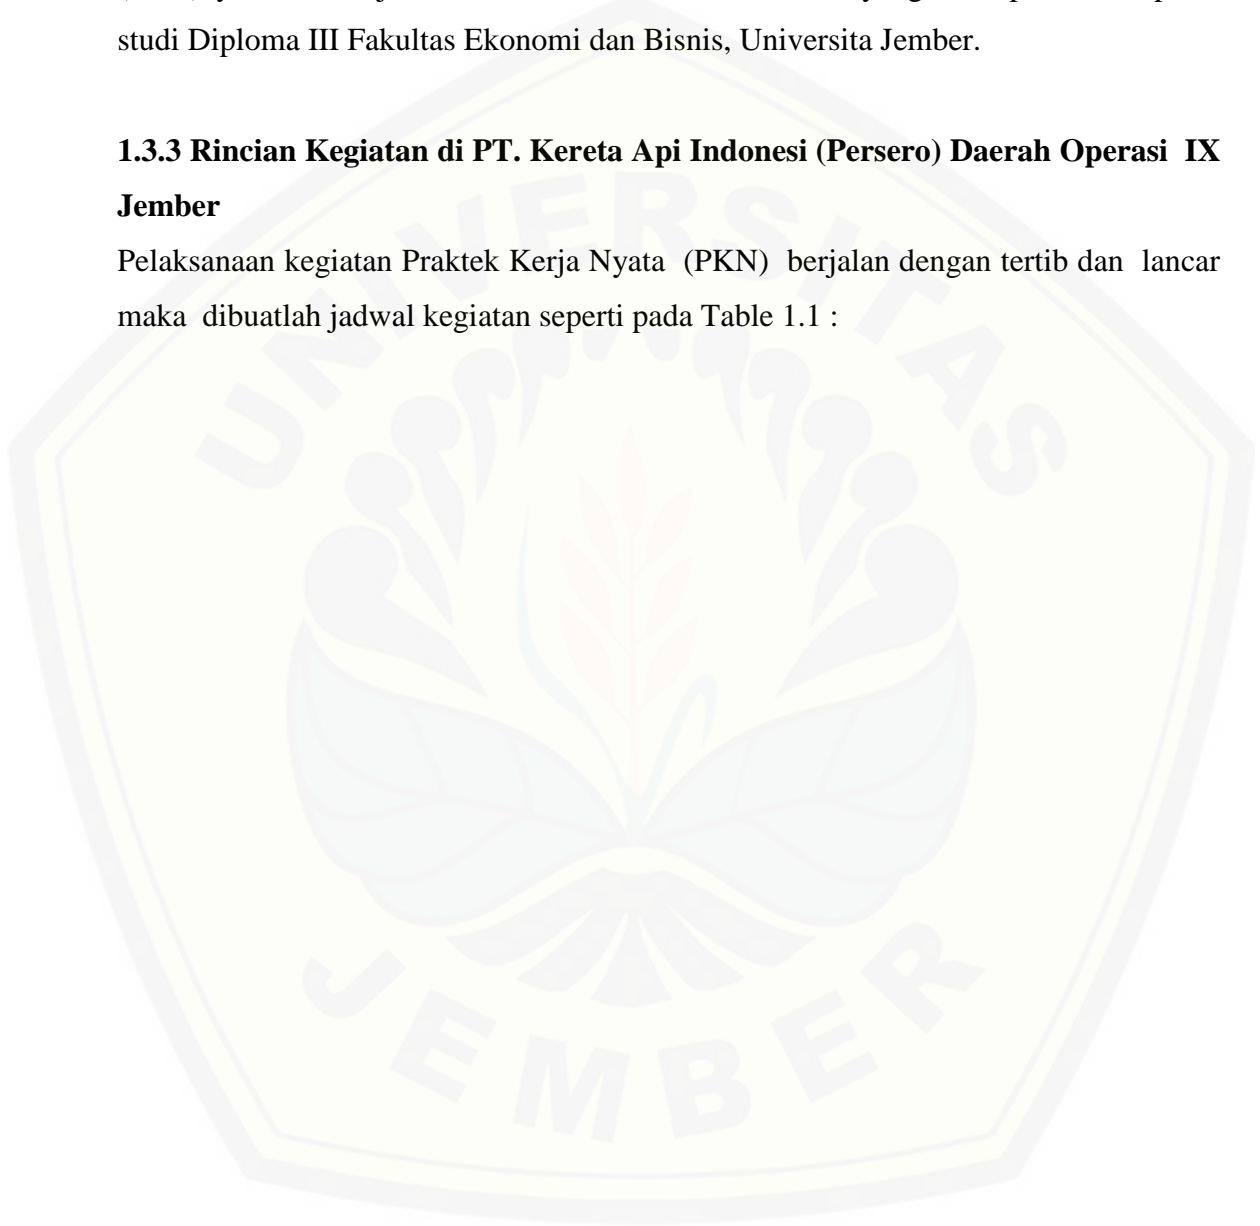 studi Diploma III Fakultas Ekonomi dan Bisnis, Universita Jember.
1.3.3 Rincian Kegiatan di PT. Kereta Api Indonesi (Persero) Daerah Operasi IX
Jember
Pelaksanaan kegiatan Praktek Kerja Nyata (PKN) berjalan dengan tertib dan lancar
maka dibuatlah jadwal kegiatan seperti pada Table 1.1 :
UNIVERSITAS
JEMBER